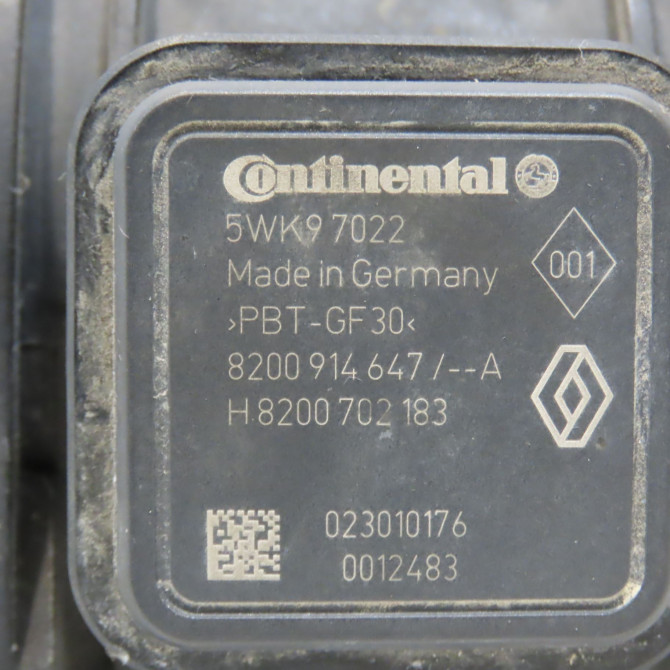 Continental
5WK9 7022
Made in Germany
001
›PBT-GF30‹
8200 914 647 /--A
H.8200 702 183
023010176
0012483